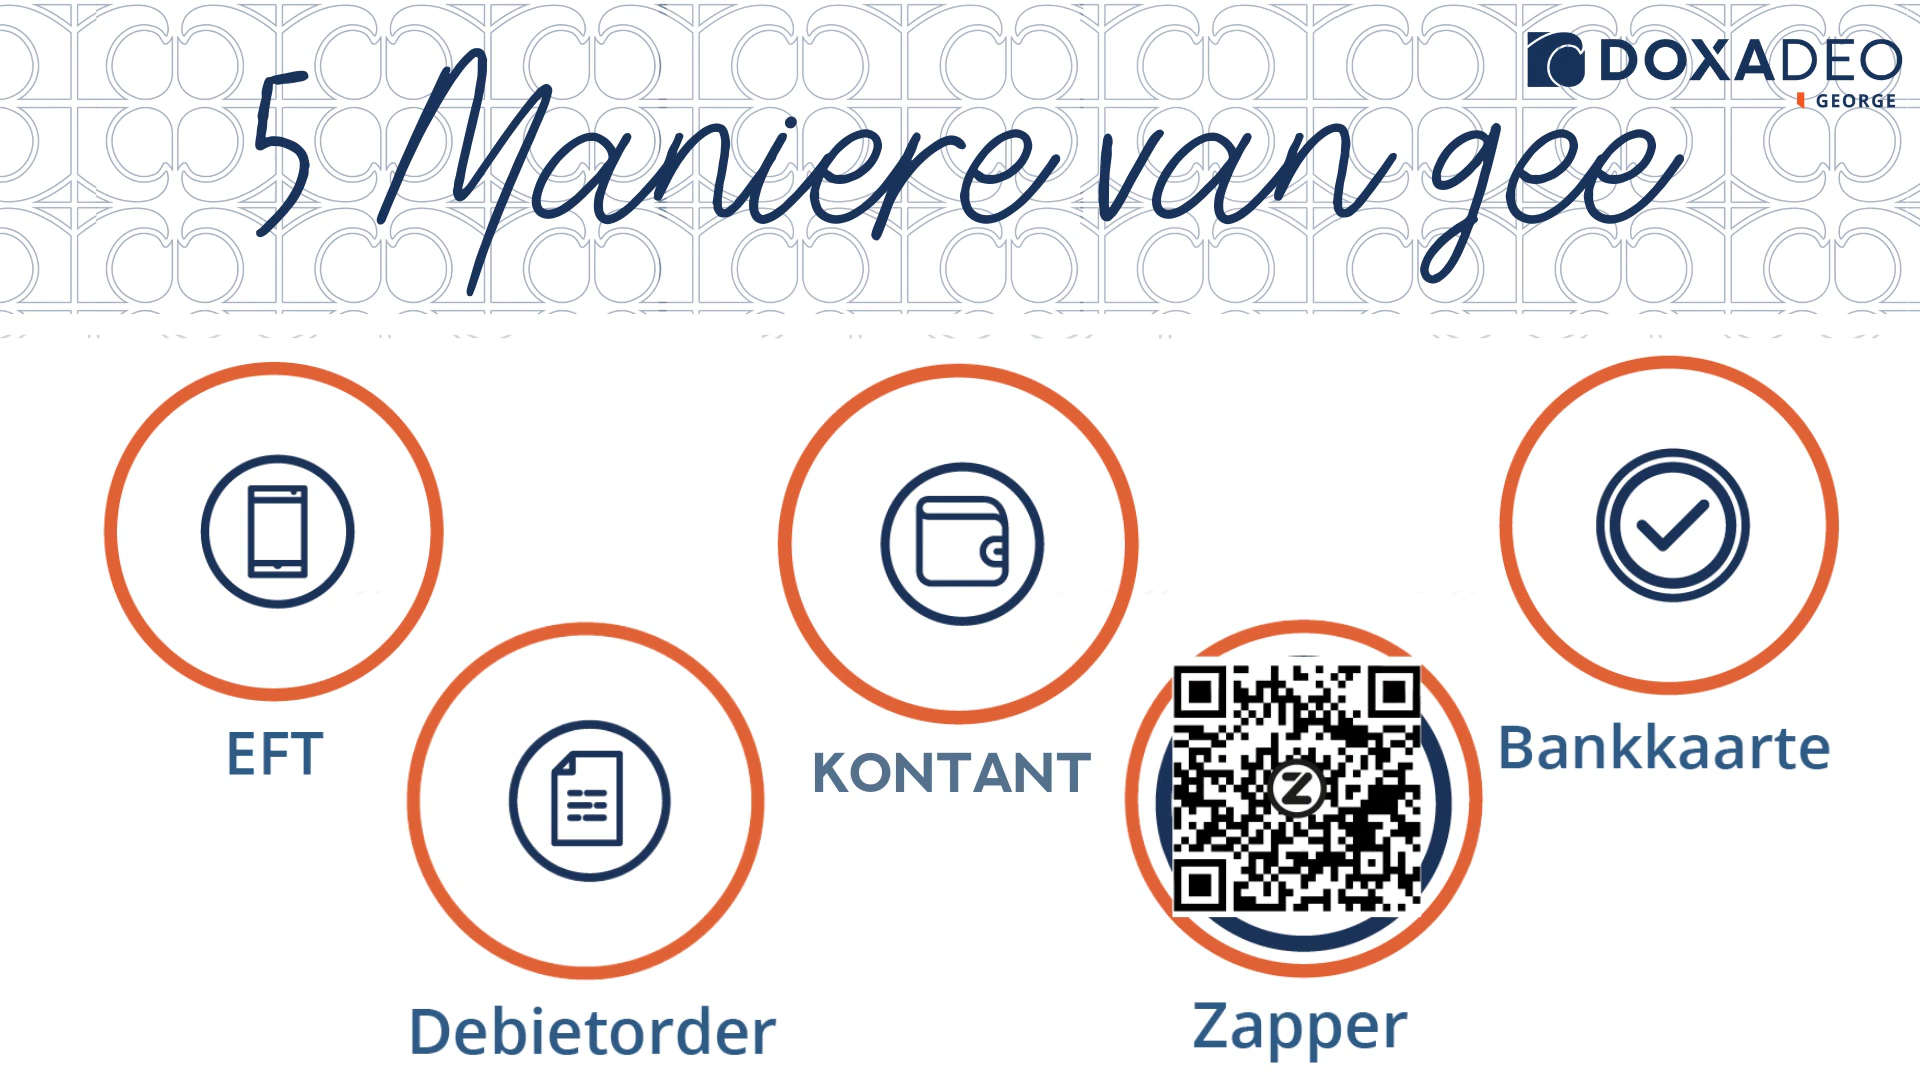 DOXADEO
GEORGE
5 Maniere van gee
EFT
Debietorder
KONTANT
Z
Zapper
Bankkaarte